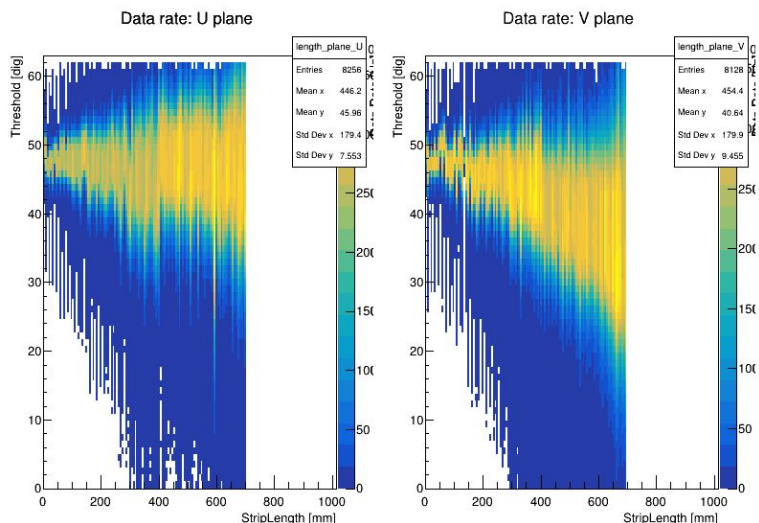 Data rate: U plane
length_plane_U
Entries 8256
Mean x 446.2
Mean y 45.96
Std Dev x 179.4
Std Dev y 7.553
Threshold [dig]
60
50
40
30
20
10
0
0 200 400 600 800 1000
StripLength [mm]
250
200
150
100
50
0
Data rate: V plane
length_plane_V
Entries 8128
Mean x 454.4
Mean y 40.64
Std Dev x 179.9
Std Dev y 9.455
Threshold [dig]
60
50
40
30
20
10
0
0 200 400 600 800 1000
StripLength [mm]
250
200
150
100
50
0